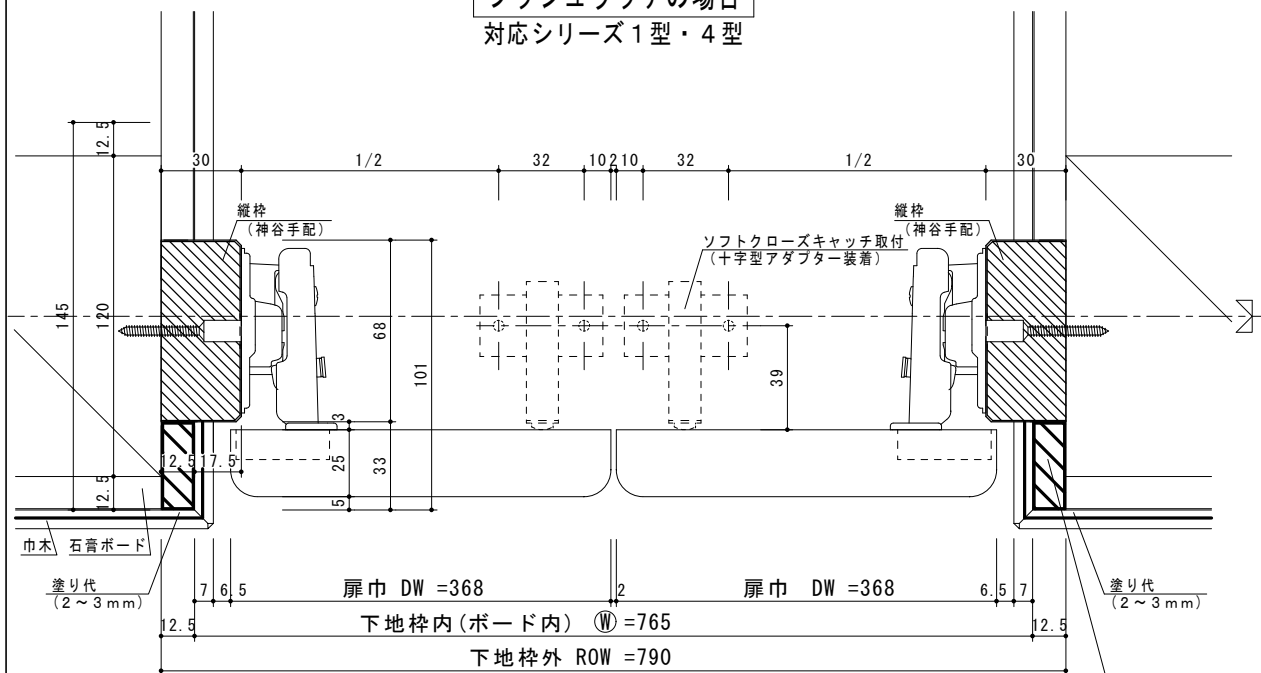 対応シリーズ1型・4型
30
1/2
32
10
2
10
32
1/2
30
12.5
縦枠
(神谷手配)
縦枠
(神谷手配)
ソフトクローズキャッチ取付
(十字型アダプター装着)
145
120
68
101
39
3
12.5
17.5
25
33
12.5
5
巾木
石膏ボード
塗り代
(2~3mm)
塗り代
(2~3mm)
7
6.5
扉巾 DW =368
2
扉巾 DW =368
6.5
7
12.5
下地枠内(ボード内) Ⓦ =765
12.5
下地枠外 ROW =790